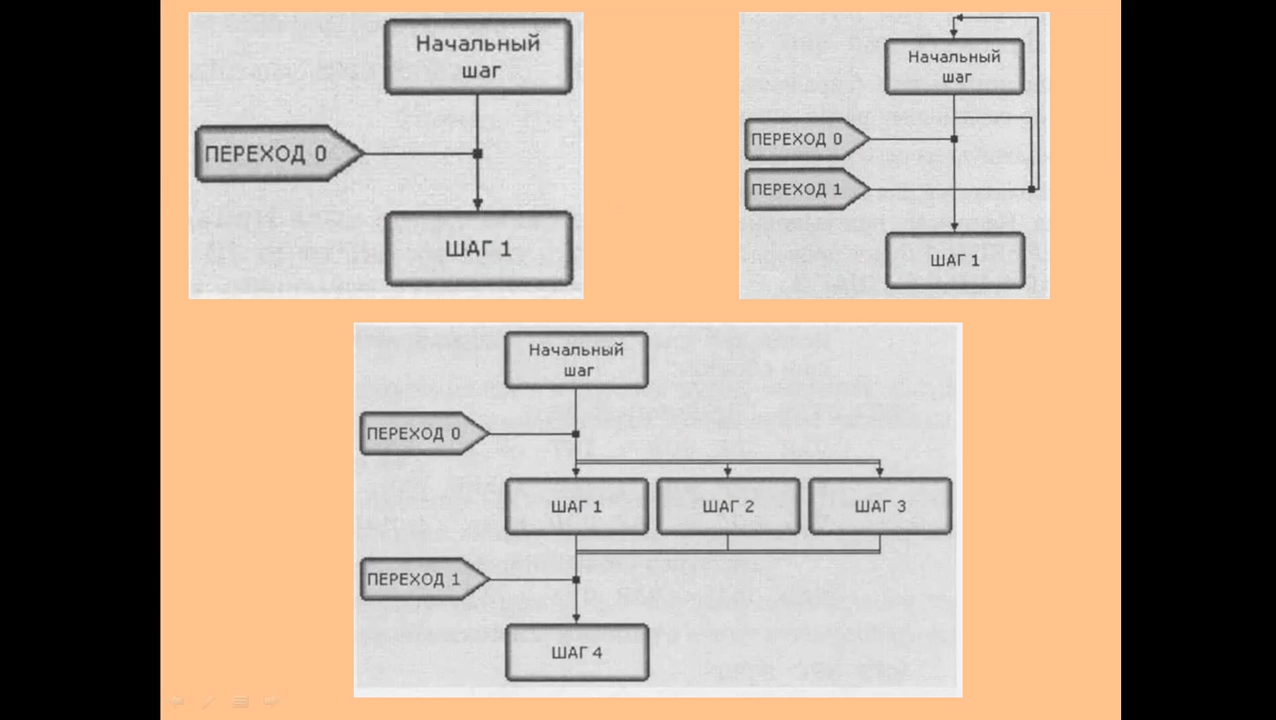 Начальный
шаг
ПЕРЕХОД 0
ШАГ 1
Начальный
шаг
ПЕРЕХОД 0
ПЕРЕХОД 1
ШАГ 1
Начальный
шаг
ПЕРЕХОД 0
ШАГ 1 ШАГ 2 ШАГ 3
ПЕРЕХОД 1
ШАГ 4